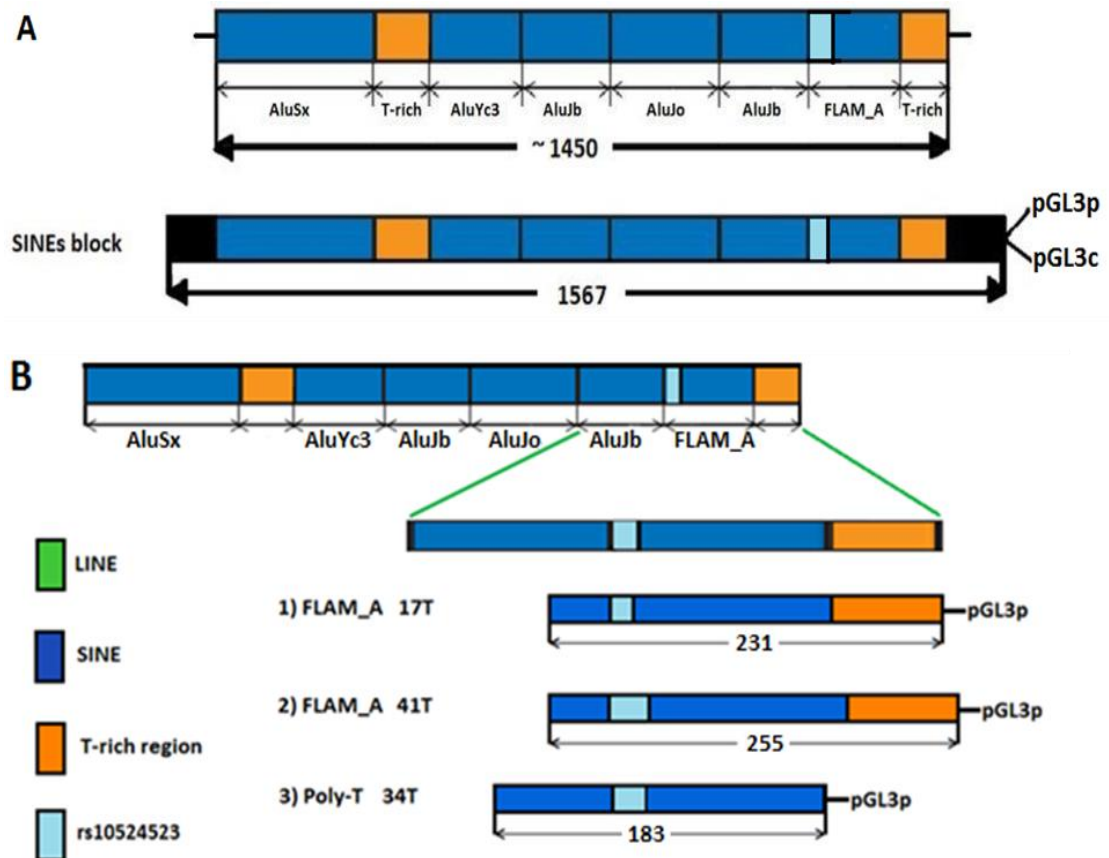 A
AluSx T-rich AluYc3 AluJb AluJo AluJb FLAM_A T-rich
~ 1450
SINEs block
pGL3p
pGL3c
1567
B
AluSx AluYc3 AluJb AluJo AluJb FLAM_A
LINE
SINE
T-rich region
rs10524523
1) FLAM_A 17T
pGL3p
231
2) FLAM_A 41T
pGL3p
255
3) Poly-T 34T
pGL3p
183